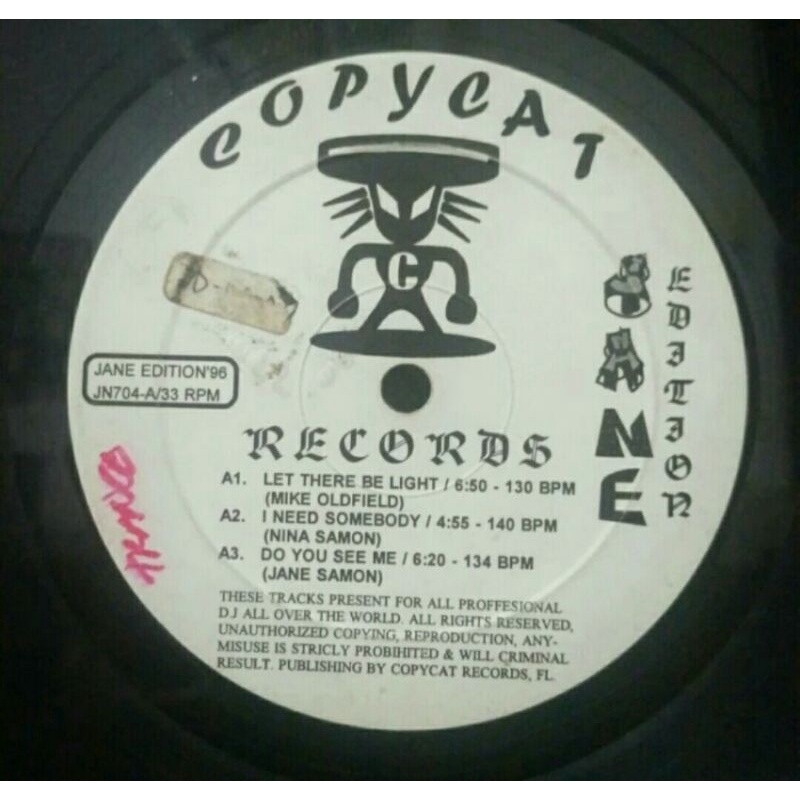 COPYCAT
C
JANE
EDITION
JANE EDITION'96
JN704-A/33 RPM
RECORDS
A1. LET THERE BE LIGHT / 6:50 - 130 BPM
(MIKE OLDFIELD)
A2. I NEED SOMEBODY / 4:55 - 140 BPM
(NINA SAMON)
A3. DO YOU SEE ME / 6:20 - 134 BPM
(JANE SAMON)
THESE TRACKS PRESENT FOR ALL PROFFESIONAL
DJ ALL OVER THE WORLD. ALL RIGHTS RESERVED,
UNAUTHORIZED COPYING, REPRODUCTION, ANY-
MISUSE IS STRICLY PROBIHITED & WILL CRIMINAL
RESULT. PUBLISHING BY COPYCAT RECORDS, FL.